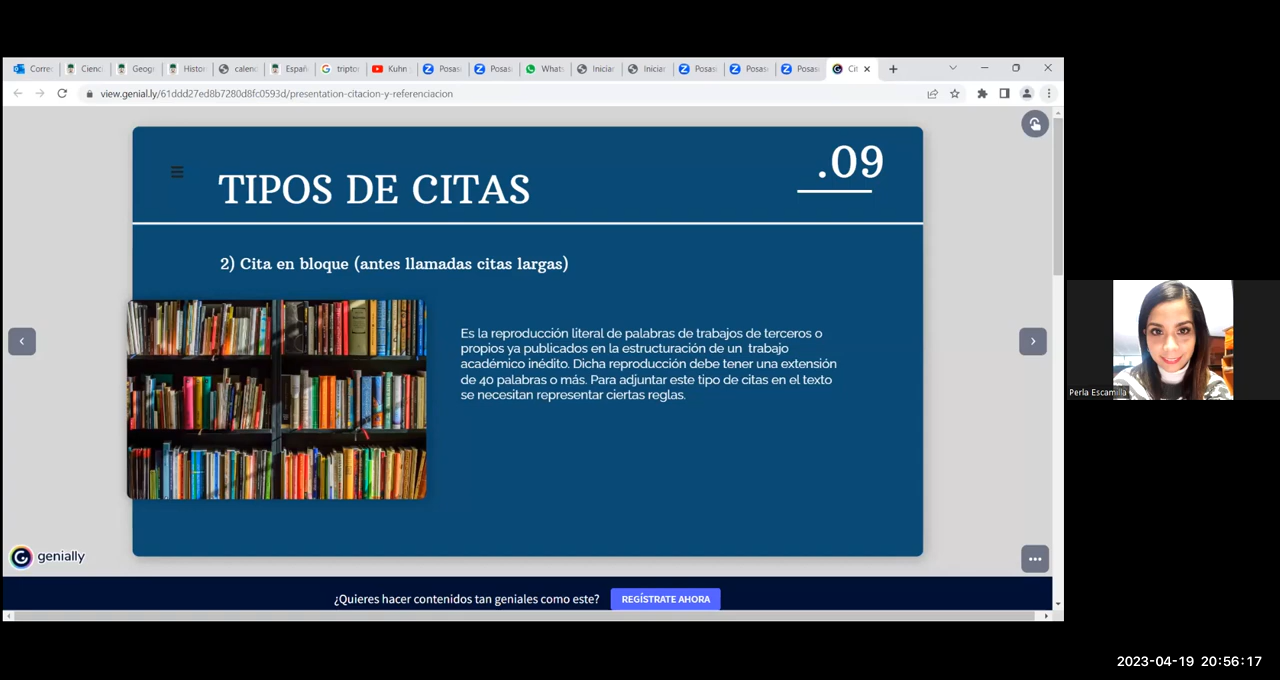 Correc
Cienci
Geogr
Histor
calenc
Españ
triptor
Kuhn
Posas
Posas
Whats
Iniciar
Iniciar
Posas
Posas
Posas
Cit
view.genial.ly/61ddd27ed8b7280d8fc0593d/presentation-citacion-y-referenciacion
.09
TIPOS DE CITAS
2) Cita en bloque (antes llamadas citas largas)
Es la reproducción literal de palabras de trabajos de terceros o
propios ya publicados en la estructuración de un trabajo
académico inédito. Dicha reproducción debe tener una extensión
de 40 palabras o más. Para adjuntar este tipo de citas en el texto
se necesitan representar ciertas reglas.
Perla Escamilla
genially
¿Quieres hacer contenidos tan geniales como este?
REGÍSTRATE AHORA
2023-04-19 20:56:17